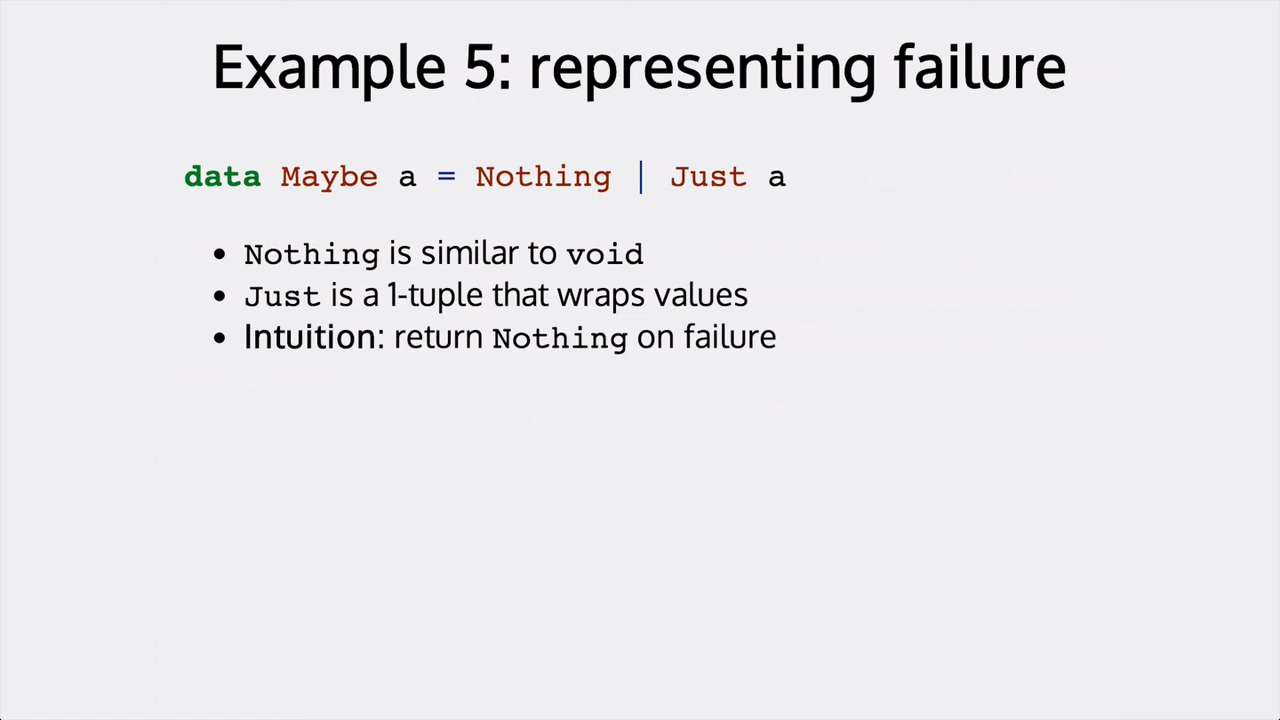 Example 5: representing failure
data Maybe a = Nothing | Just a
• Nothing is similar to void
• Just is a 1-tuple that wraps values
• Intuition: return Nothing on failure